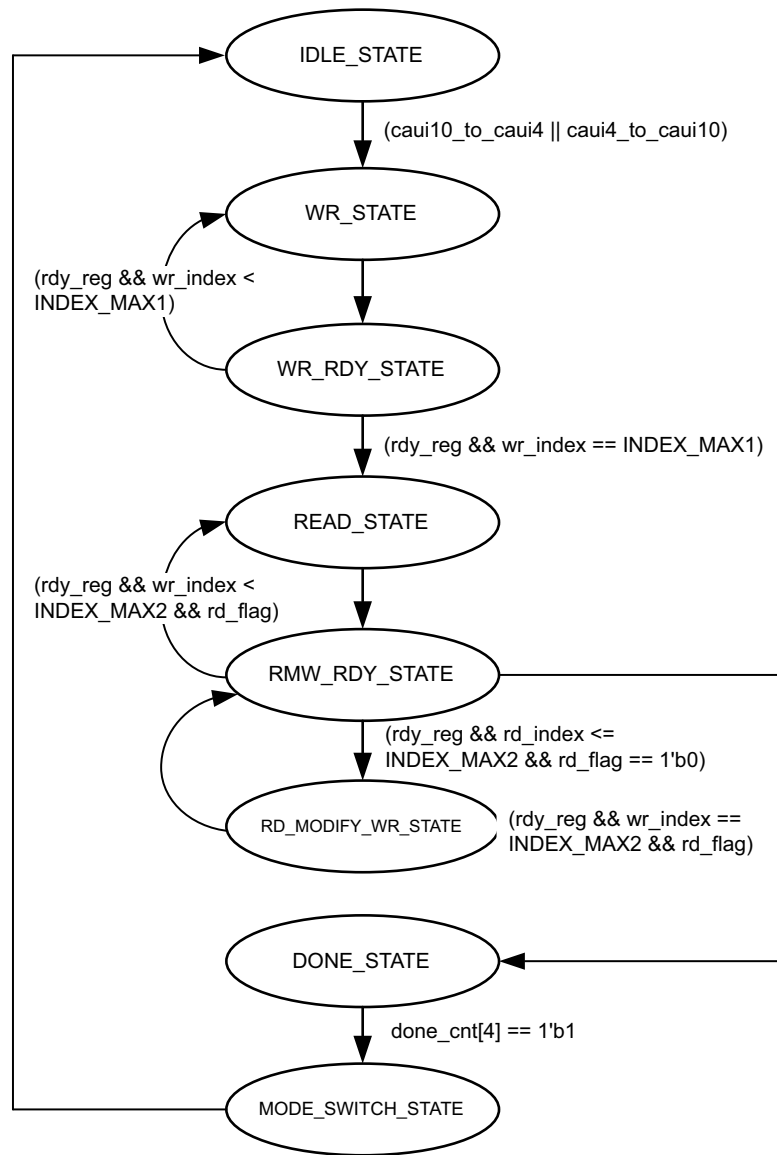 IDLE_STATE
(caui10_to_caui4 || caui4_to_caui10)
WR_STATE
(rdy_reg && wr_index <
INDEX_MAX1)
WR_RDY_STATE
(rdy_reg && wr_index == INDEX_MAX1)
READ_STATE
(rdy_reg && wr_index <
INDEX_MAX2 && rd_flag)
RMW_RDY_STATE
(rdy_reg && rd_index <=
INDEX_MAX2 && rd_flag == 1'b0)
RD_MODIFY_WR_STATE
(rdy_reg && wr_index ==
INDEX_MAX2 && rd_flag)
DONE_STATE
done_cnt[4] == 1'b1
MODE_SWITCH_STATE